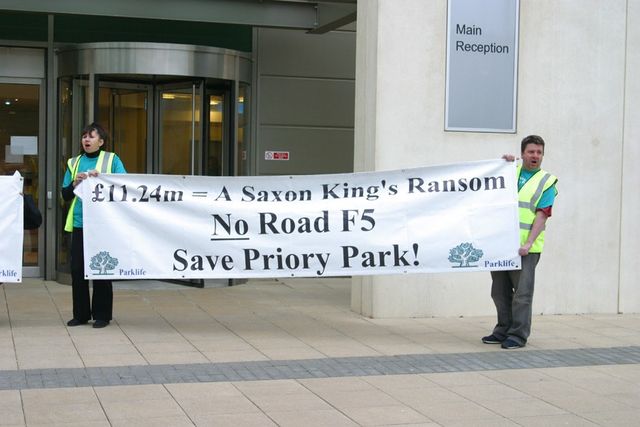 Main
Reception
£11.24m = A Saxon King's Ransom
No Road F5
Save Priory Park!
Parklife
Parklife